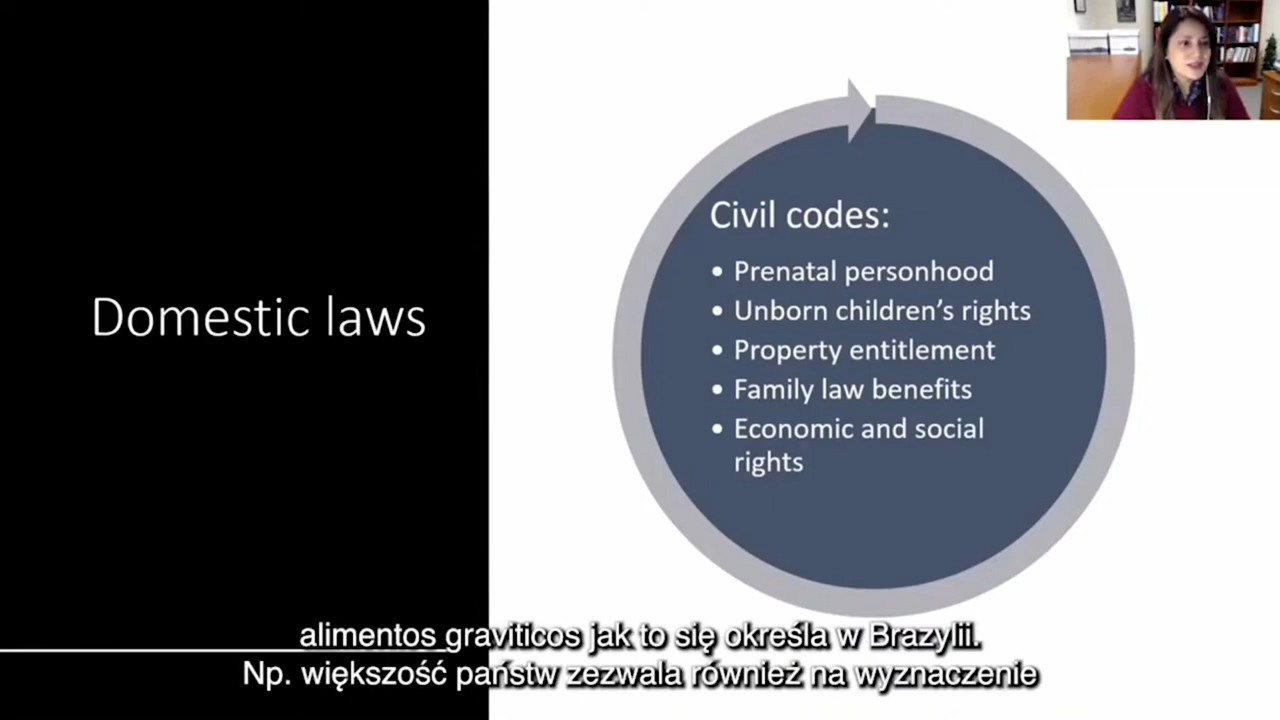 Domestic laws
Civil codes:
• Prenatal personhood
• Unborn children’s rights
• Property entitlement
• Family law benefits
• Economic and social
rights
alimentos graviticos jak to się określa w Brazylii.
Np. większość państw zezwala również na wyznaczenie